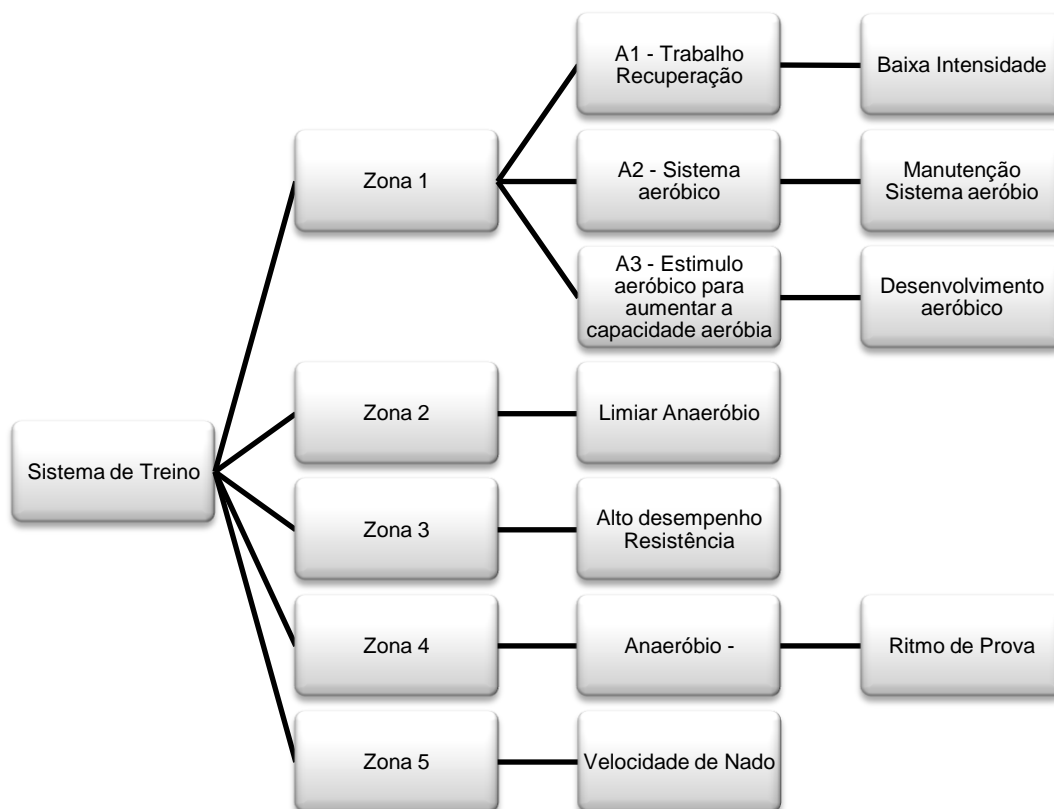 A1 - Trabalho
Recuperação
Baixa Intensidade
Zona 1
A2 - Sistema
aeróbico
Manutenção
Sistema aeróbio
A3 - Estimulo
aeróbico para
aumentar a
capacidade aeróbia
Desenvolvimento
aeróbico
Sistema de Treino
Zona 2
Limiar Anaeróbio
Zona 3
Alto desempenho
Resistência
Zona 4
Anaeróbio -
Ritmo de Prova
Zona 5
Velocidade de Nado